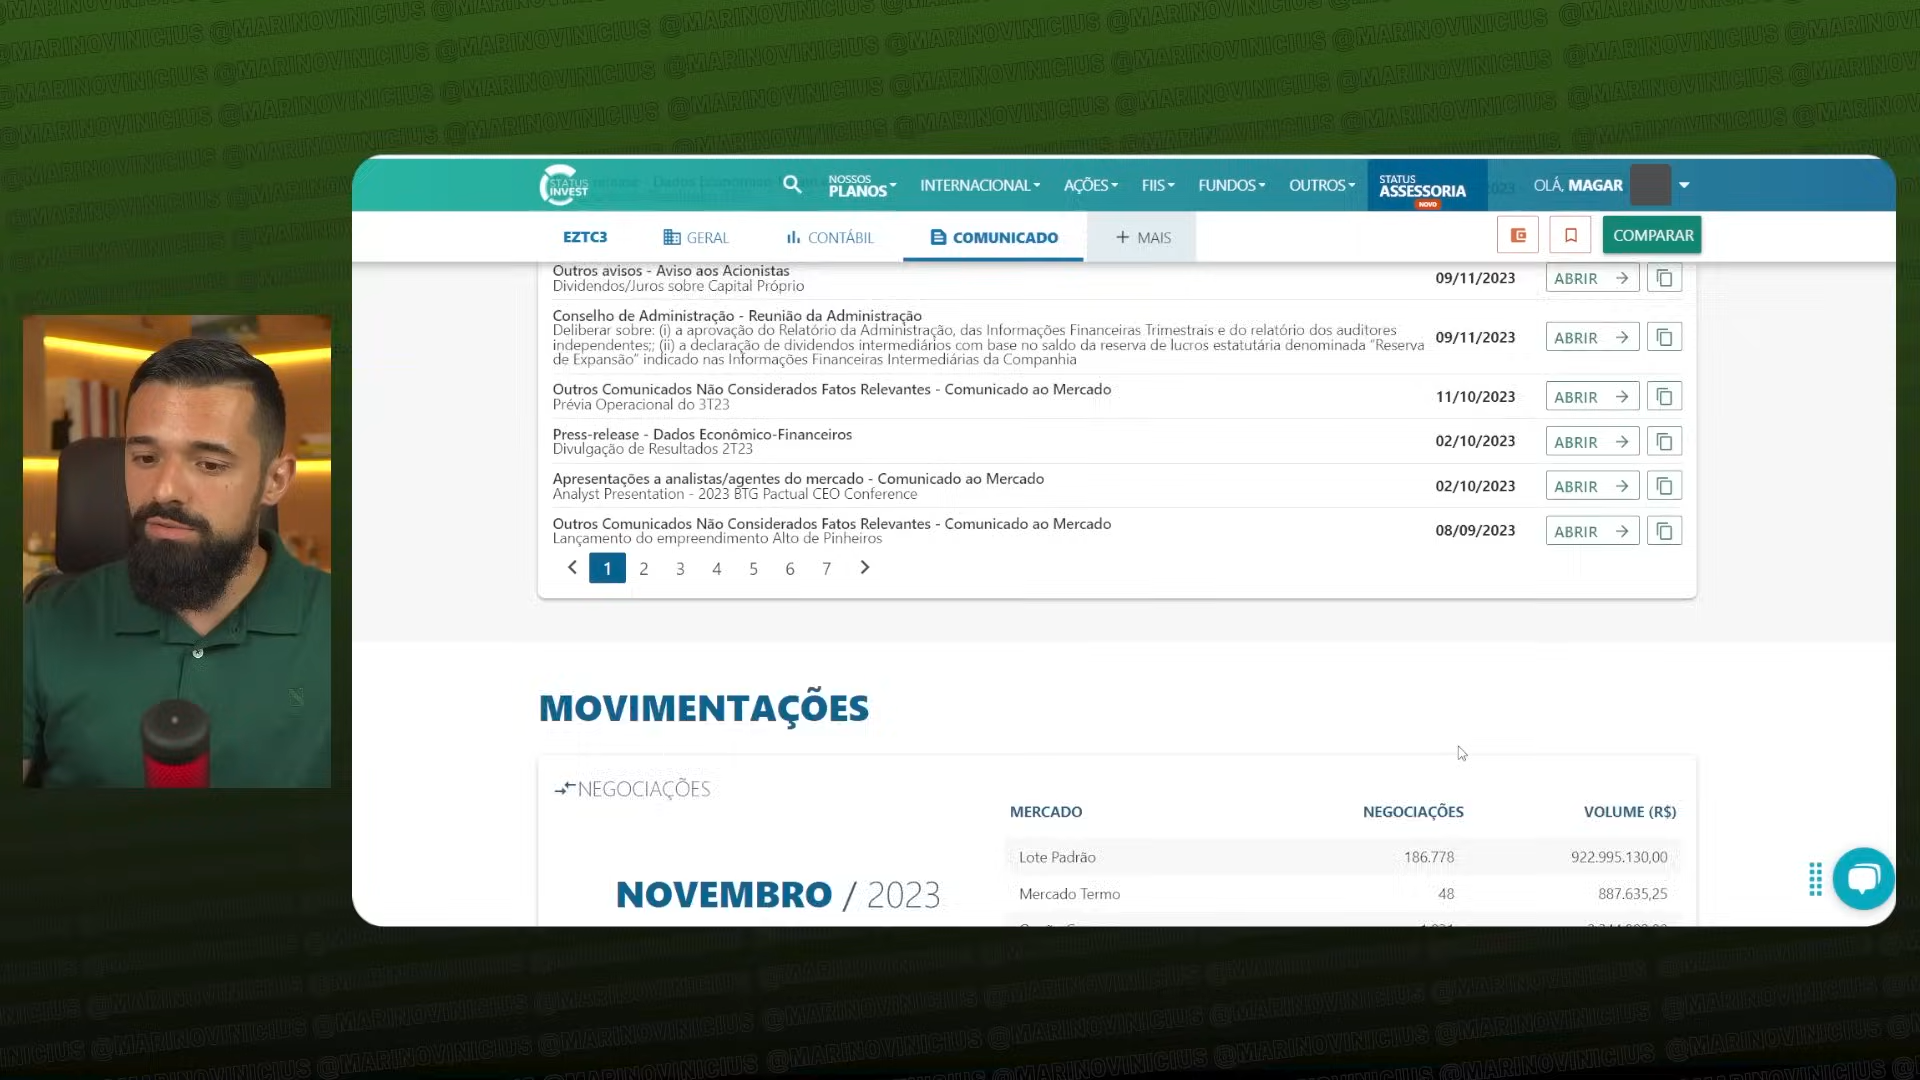 @MARINOVINICIUS @MARINOVINICIUS @MARINOVINICIUS @MARINOVINICIUS
STATUS
INVEST
NOSSOS
PLANOS
INTERNACIONAL
AÇÕES
FIIS
FUNDOS
OUTROS
STATUS
ASSESSORIA
NOVO
OLÁ, MAGAR
EZTC3
GERAL
CONTÁBIL
COMUNICADO
+ MAIS
COMPARAR
Outros avisos - Aviso aos Acionistas
Dividendos/Juros sobre Capital Próprio
09/11/2023
ABRIR
Conselho de Administração - Reunião da Administração
Deliberar sobre: (i) a aprovação do Relatório da Administração, das Informações Financeiras Trimestrais e do relatório dos auditores
independentes;; (ii) a declaração de dividendos intermediários com base no saldo da reserva de lucros estatutária denominada “Reserva
de Expansão” indicado nas Informações Financeiras Intermediárias da Companhia
09/11/2023
ABRIR
Outros Comunicados Não Considerados Fatos Relevantes - Comunicado ao Mercado
Prévia Operacional do 3T23
11/10/2023
ABRIR
Press-release - Dados Econômico-Financeiros
Divulgação de Resultados 2T23
02/10/2023
ABRIR
Apresentações a analistas/agentes do mercado - Comunicado ao Mercado
Analyst Presentation - 2023 BTG Pactual CEO Conference
02/10/2023
ABRIR
Outros Comunicados Não Considerados Fatos Relevantes - Comunicado ao Mercado
Lançamento do empreendimento Alto de Pinheiros
08/09/2023
ABRIR
1 2 3 4 5 6 7
MOVIMENTAÇÕES
NEGOCIAÇÕES
NOVEMBRO / 2023
MERCADO NEGOCIAÇÕES VOLUME (R$)
Lote Padrão 186.778 922.995.130,00
Mercado Termo 48 887.635,25